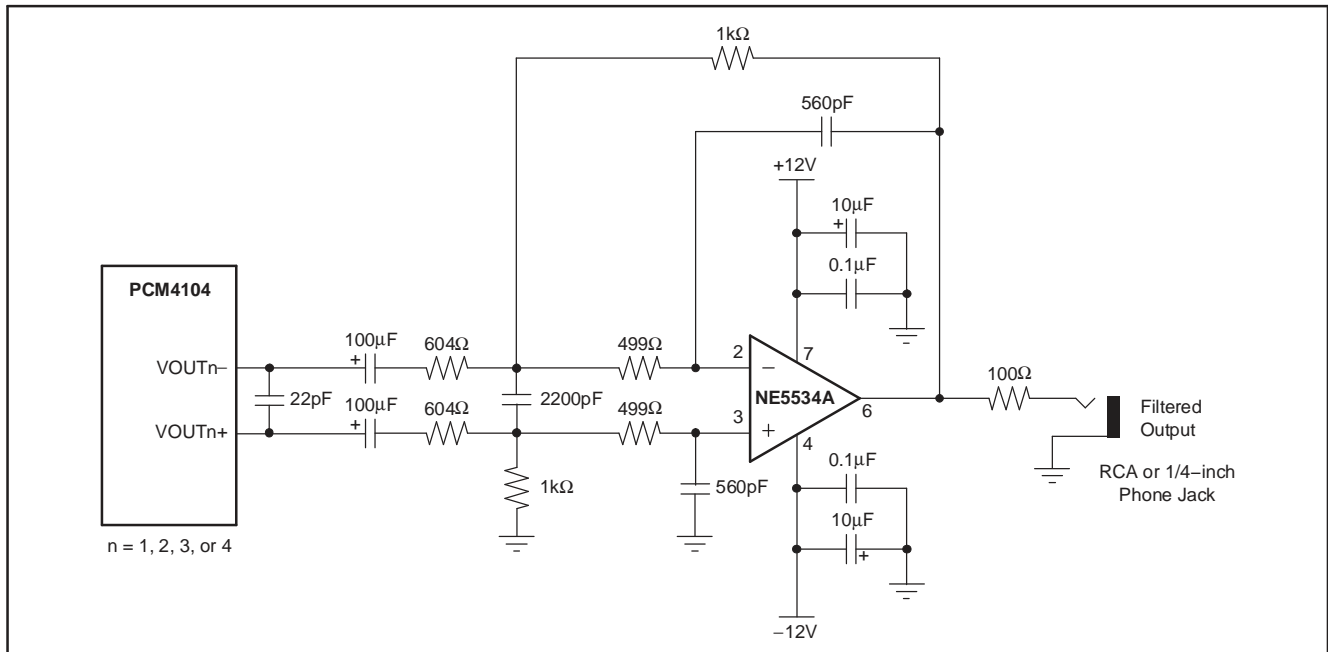 1kΩ
560pF
+12V
10μF
+
0.1μF
PCM4104
100μF
604Ω
499Ω
2
7
VOUTn−
+
−
NE5534A
100Ω
22pF
2200pF
6
Filtered
Output
100μF
604Ω
499Ω
3
VOUTn+
+
+
4
RCA or 1/4−inch
Phone Jack
1kΩ
560pF
0.1μF
10μF
+
n = 1, 2, 3, or 4
−12V